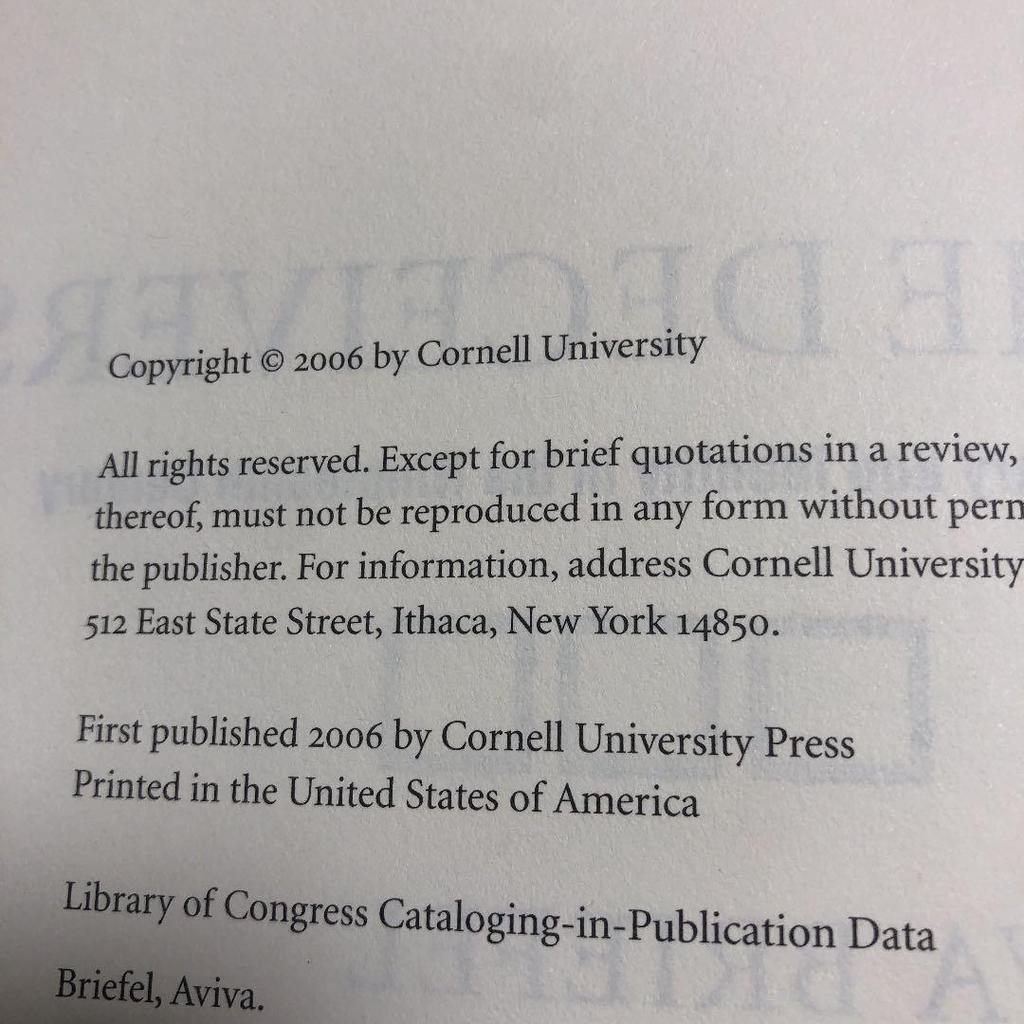 Copyright © 2006 by Cornell University
All rights reserved. Except for brief quotations in a review,
thereof, must not be reproduced in any form without
the publisher. For information, address Cornell University
512 East State Street, Ithaca, New York 14850.
First published 2006 by Cornell University Press
Printed in the United States of America
Library of Congress Cataloging-in-Publication Data
Briefel, Aviva.